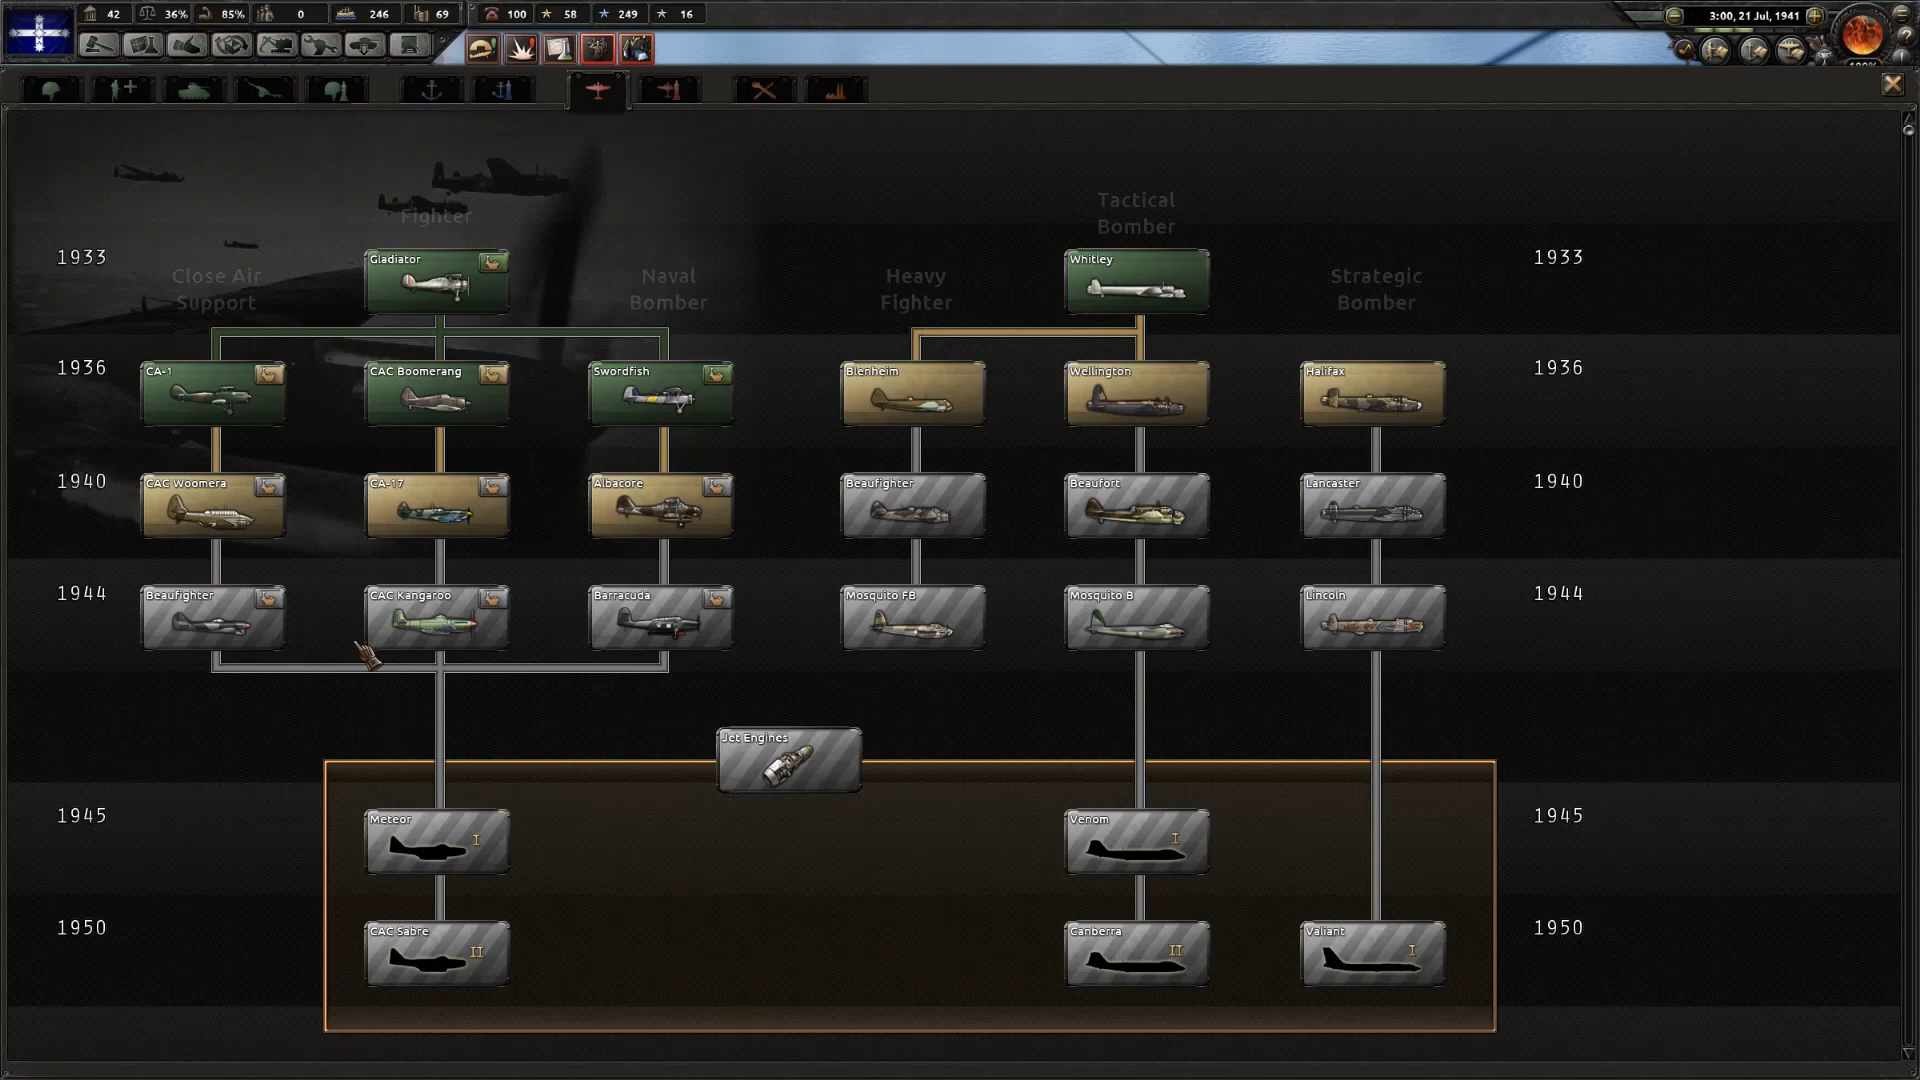 42 36% 85% 0 246 69 100 58 249 16 3:00, 21 Jul, 1941
Fighter
Tactical
Bomber
1933 Gladiator Whitley 1933
Close Air
Support
Naval
Bomber
Heavy
Fighter
Strategic
Bomber
1936 CA-1 CAC Boomerang Swordfish Blenheim Wellington Halifax 1936
1940 CAC Woomera CA-17 Albacore Beaufighter Beaufort Lancaster 1940
1944 Beaufighter CAC Kangaroo Barracuda Mosquito FB Mosquito B Lincoln 1944
Jet Engines
1945 Meteor I Venom I 1945
1950 CAC Sabre II Canberra II Valiant I 1950